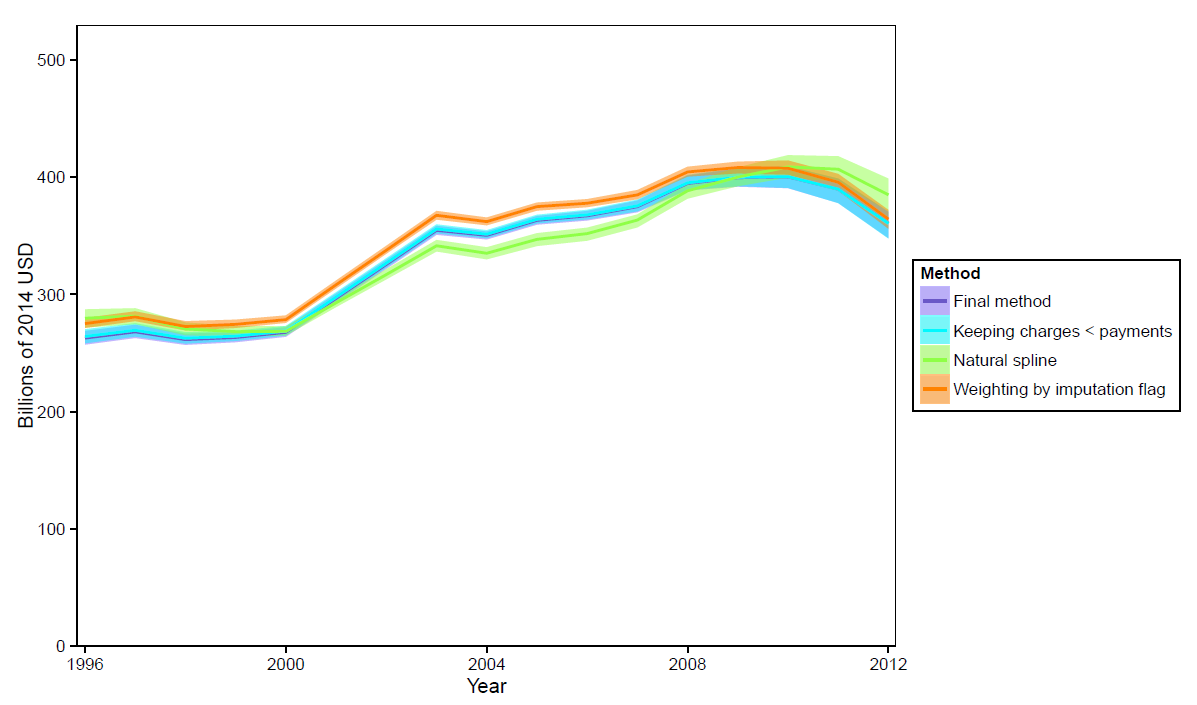 500
400
300
200
100
0
Billions of 2014 USD
1996 2000 2004 2008 2012
Year
Method
Final method
Keeping charges < payments
Natural spline
Weighting by imputation flag